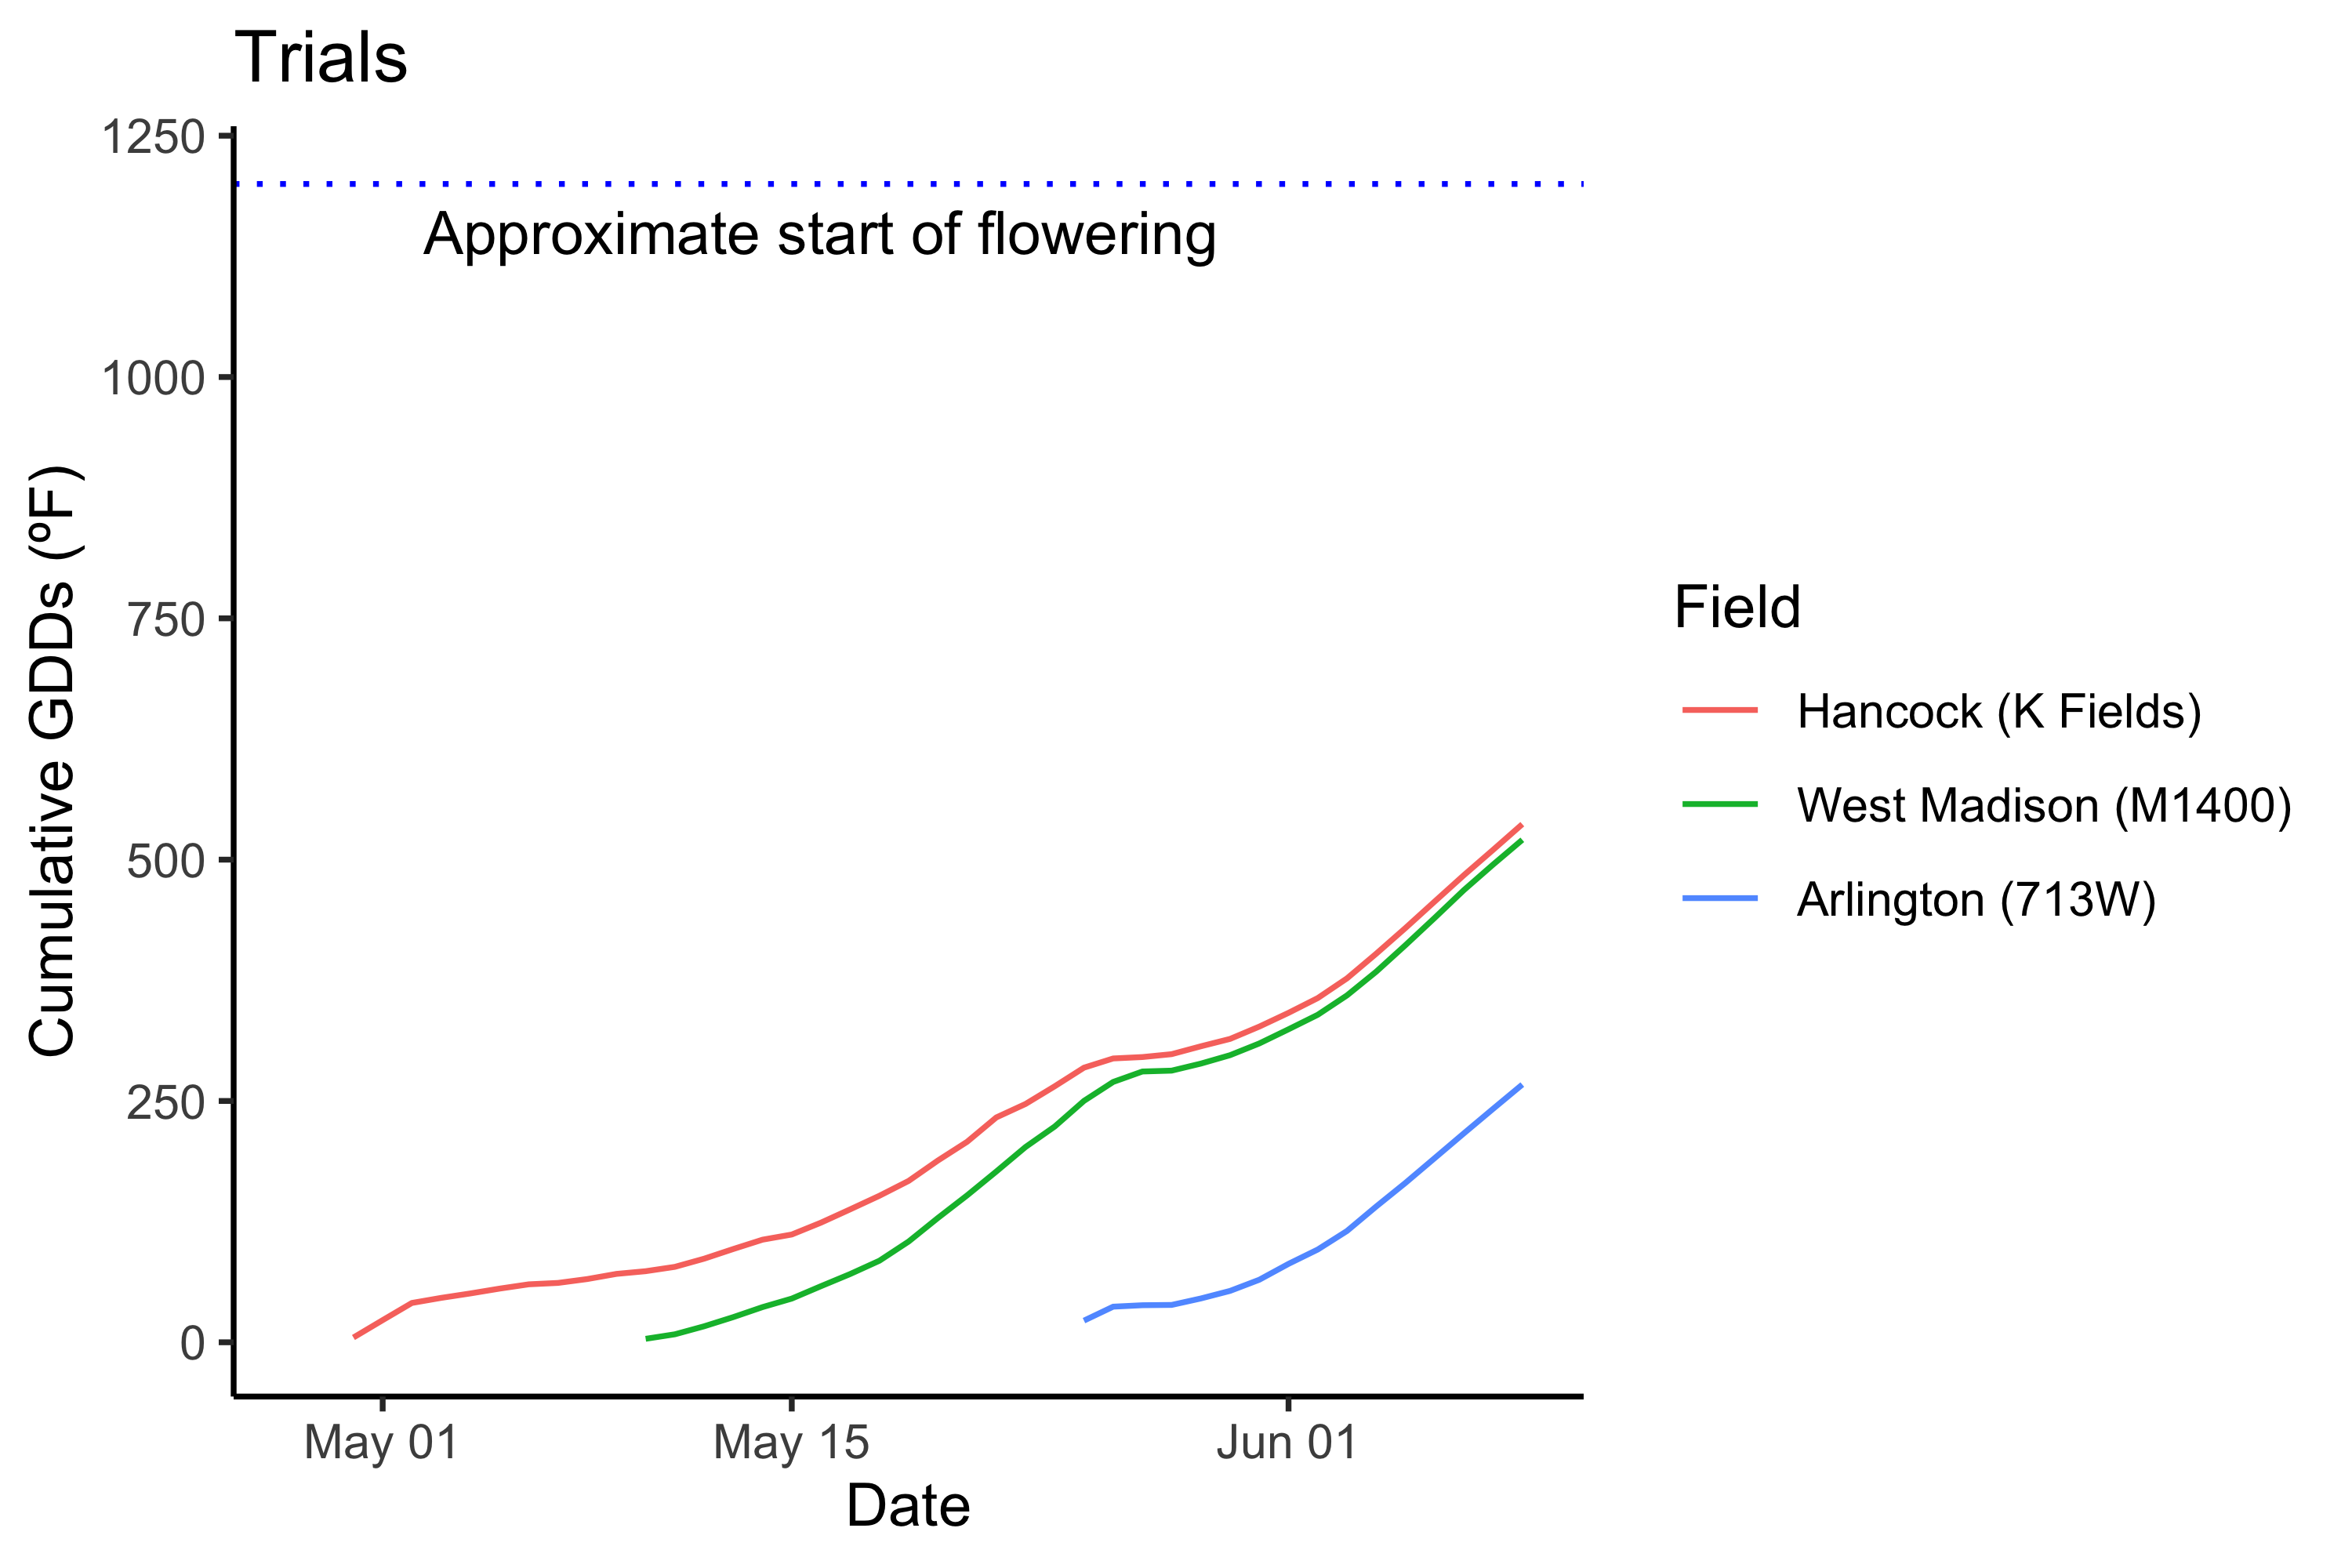 Trials
1250
Approximate start of flowering
1000
750
500
250
0
Cumulative GDDs (ºF)
May 01
May 15
Jun 01
Date
Field
Hancock (K Fields)
West Madison (M1400)
Arlington (713W)